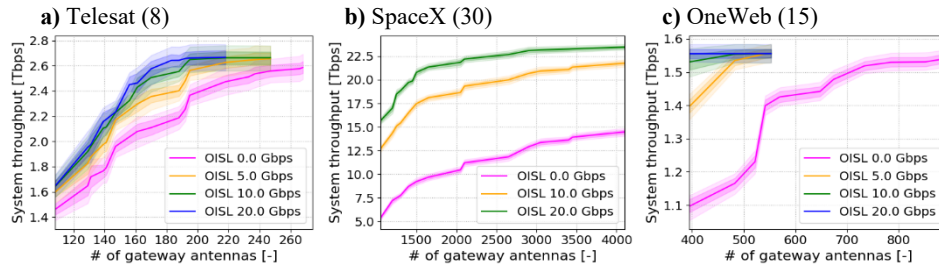 a) Telesat (8)
System throughput [Tbps]
2.8
2.6
2.4
2.2
2.0
1.8
1.6
1.4
120
140
160
180
200
220
240
260
# of gateway antennas [-]
OISL 0.0 Gbps
OISL 5.0 Gbps
OISL 10.0 Gbps
OISL 20.0 Gbps
b) SpaceX (30)
System throughput [Tbps]
22.5
20.0
17.5
15.0
12.5
10.0
7.5
5.0
1500
2000
2500
3000
3500
4000
# of gateway antennas [-]
OISL 0.0 Gbps
OISL 10.0 Gbps
OISL 20.0 Gbps
c) OneWeb (15)
System throughput [Tbps]
1.6
1.5
1.4
1.3
1.2
1.1
400
500
600
700
800
# of gateway antennas [-]
OISL 0.0 Gbps
OISL 5.0 Gbps
OISL 10.0 Gbps
OISL 20.0 Gbps